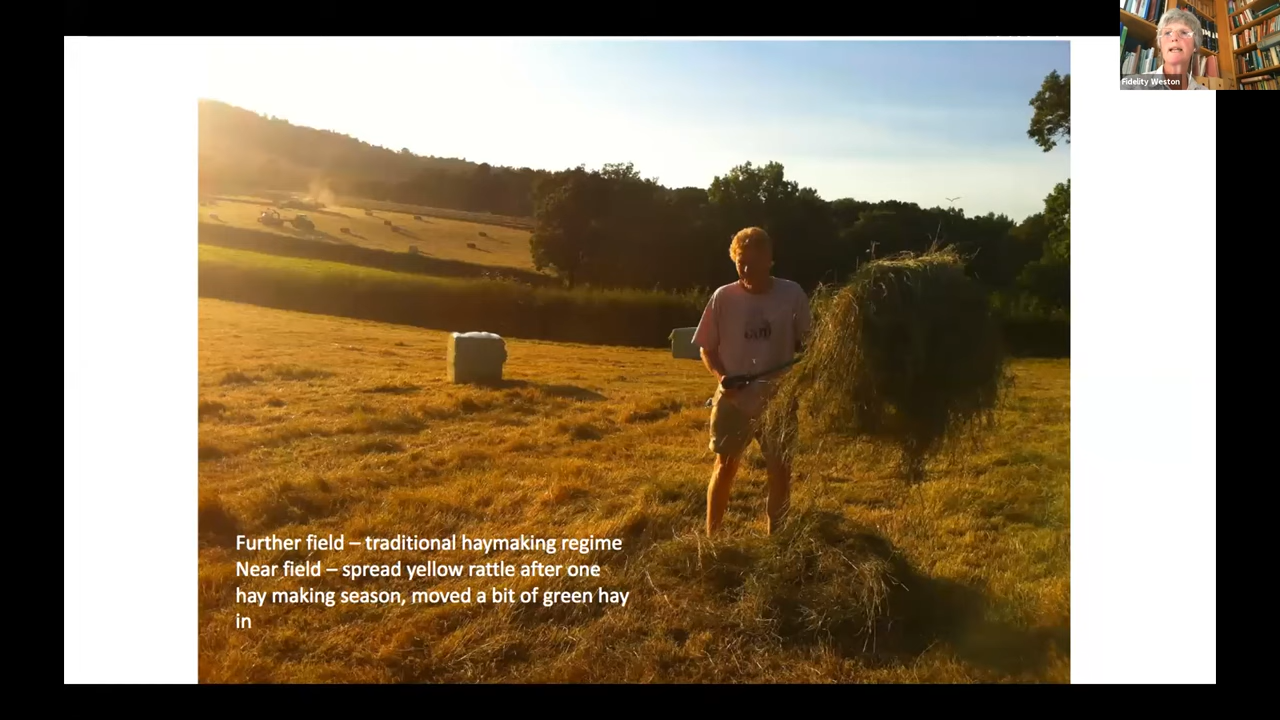 Fidelity Weston
Further field – traditional haymaking regime
Near field – spread yellow rattle after one
hay making season, moved a bit of green hay
in